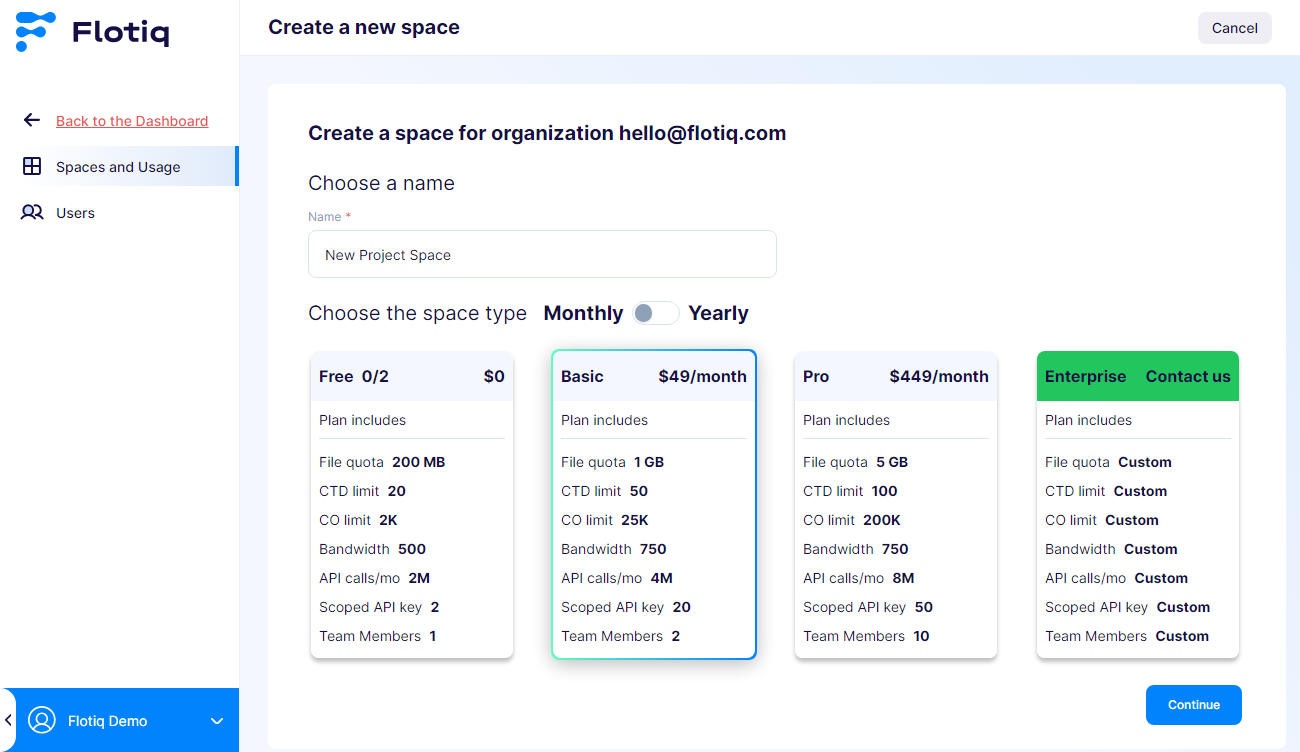 Flotiq
Create a new space
Cancel
Back to the Dashboard
Spaces and Usage
Users
Create a space for organization hello@flotiq.com
Choose a name
Name *
New Project Space
Choose the space type Monthly Yearly
Free 0/2 $0
Plan includes
File quota 200 MB
CTD limit 20
CO limit 2K
Bandwidth 500
API calls/mo 2M
Scoped API key 2
Team Members 1
Basic $49/month
Plan includes
File quota 1 GB
CTD limit 50
CO limit 25K
Bandwidth 750
API calls/mo 4M
Scoped API key 20
Team Members 2
Pro $449/month
Plan includes
File quota 5 GB
CTD limit 100
CO limit 200K
Bandwidth 750
API calls/mo 8M
Scoped API key 50
Team Members 10
Enterprise Contact us
Plan includes
File quota Custom
CTD limit Custom
CO limit Custom
Bandwidth Custom
API calls/mo Custom
Scoped API key Custom
Team Members Custom
Continue
Flotiq Demo